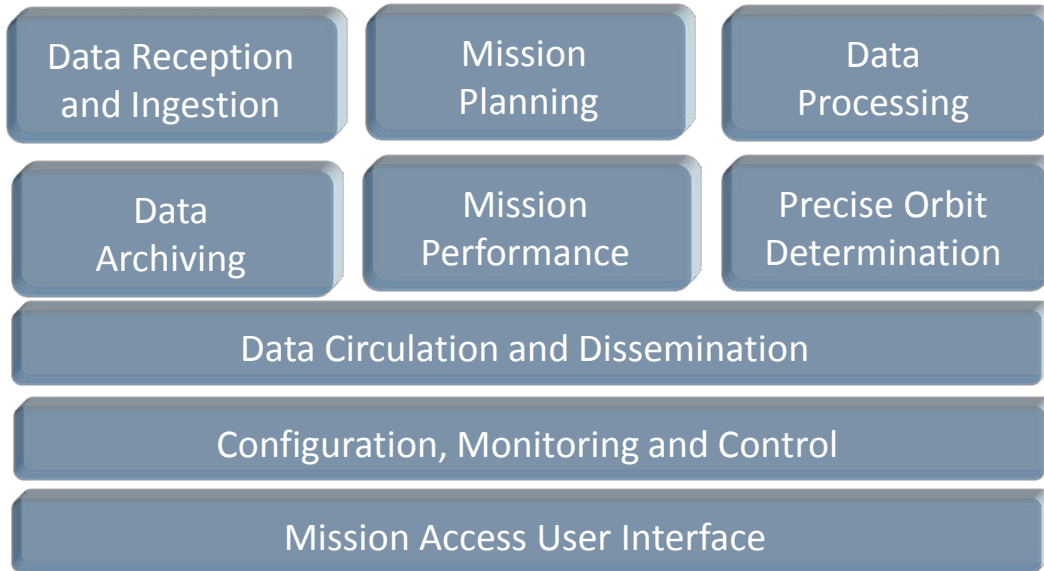 Data Reception
and Ingestion
Mission
Planning
Data
Processing
Data
Archiving
Mission
Performance
Precise Orbit
Determination
Data Circulation and Dissemination
Configuration, Monitoring and Control
Mission Access User Interface